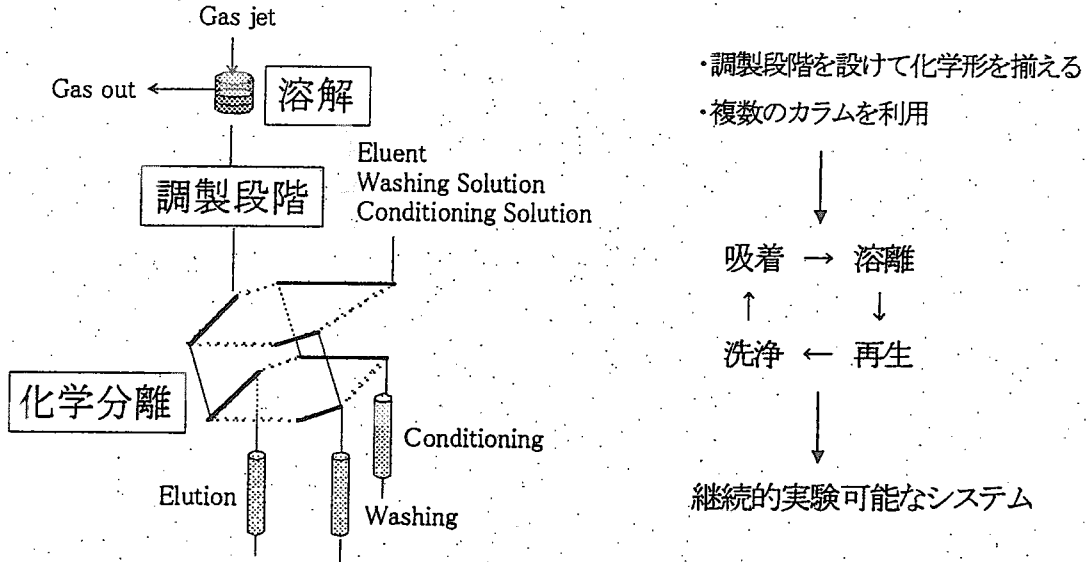 Gas jet
Gas out
溶解
調製段階
Eluent
Washing Solution
Conditioning Solution
化学分離
Conditioning
Elution
Washing
・調製段階を設けて化学形を揃える
・複数のカラムを利用
吸着 → 溶離
↑ ↓
洗浄 ← 再生
継続的実験可能なシステム